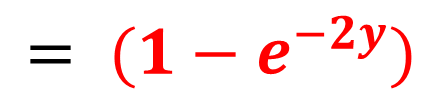 = (1 − e^{−2y})